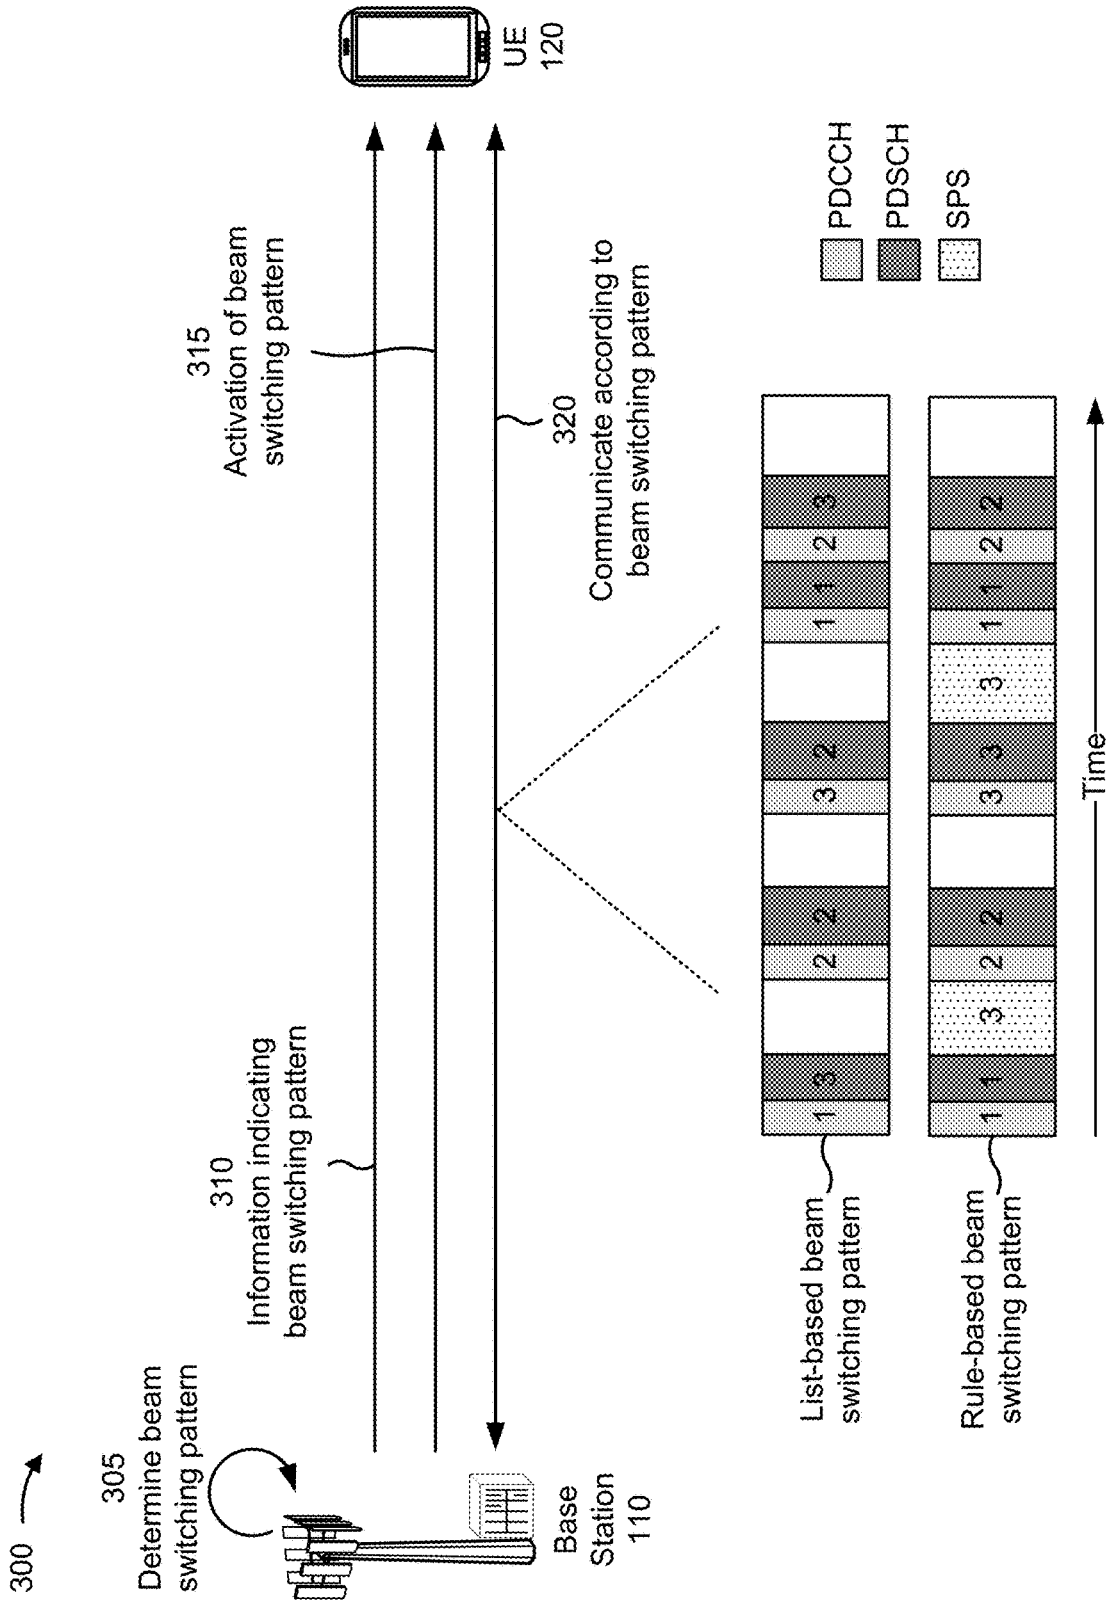 300
305
Determine beam
switching pattern
310
Information indicating
beam switching pattern
315
Activation of beam
switching pattern
320
Communicate according to
beam switching pattern
Base
Station
110
UE
120
List-based beam
switching pattern
1 3 2 2 3 2 1 1 2 3
Rule-based beam
switching pattern
1 1 3 2 2 3 3 3 1 1 2 2
Time
PDCCH
PDSCH
SPS